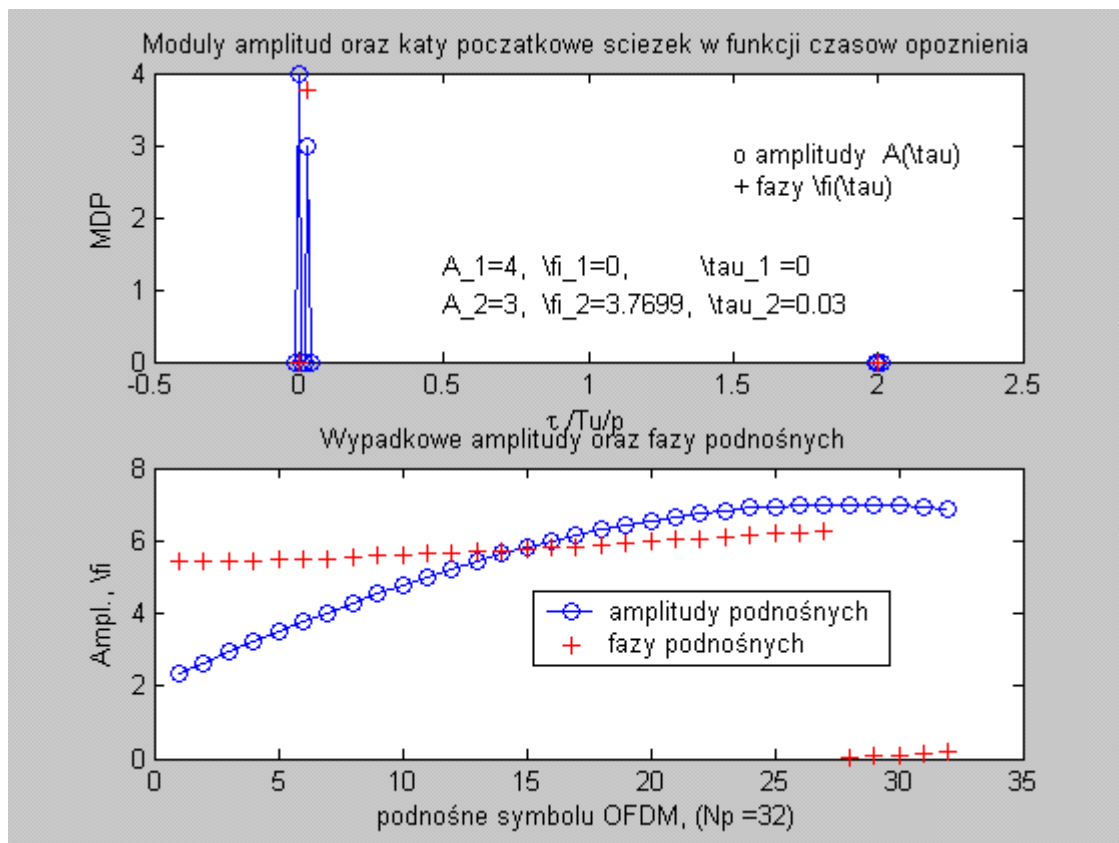 Moduly amplitud oraz katy poczatkowe sciezek w funkcji czasow opoznienia
4
3
2
1
0
MDP
o amplitudy A(\tau)
+ fazy \fi(\tau)
A_1=4, \fi_1=0, \tau_1 =0
A_2=3, \fi_2=3.7699, \tau_2=0.03
-0.5 0 0.5 1 1.5 2 2.5
τ /Tu/p
Wypadkowe amplitudy oraz fazy podnośnych
8
6
4
2
0
Ampl., \fi
amplitudy podnośnych
fazy podnośnych
0 5 10 15 20 25 30 35
podnośne symbolu OFDM, (Np =32)